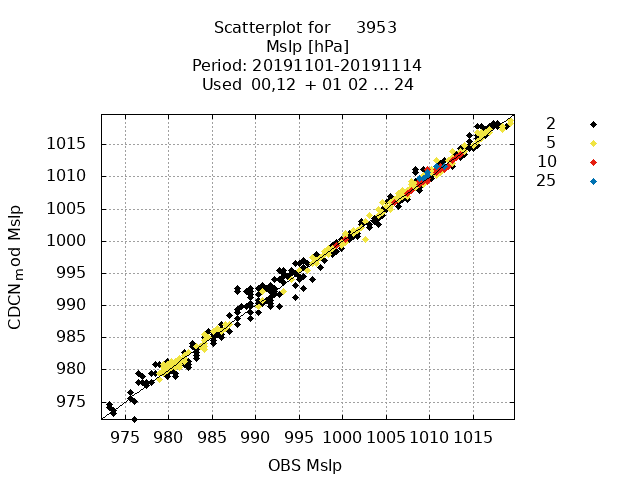 Scatterplot for 3953
Mslp [hPa]
Period: 20191101-20191114
Used 00,12 + 01 02 ... 24
2
5
10
25
1015
1010
1005
1000
995
990
985
980
975
CDCNmod Mslp
975 980 985 990 995 1000 1005 1010 1015
OBS Mslp